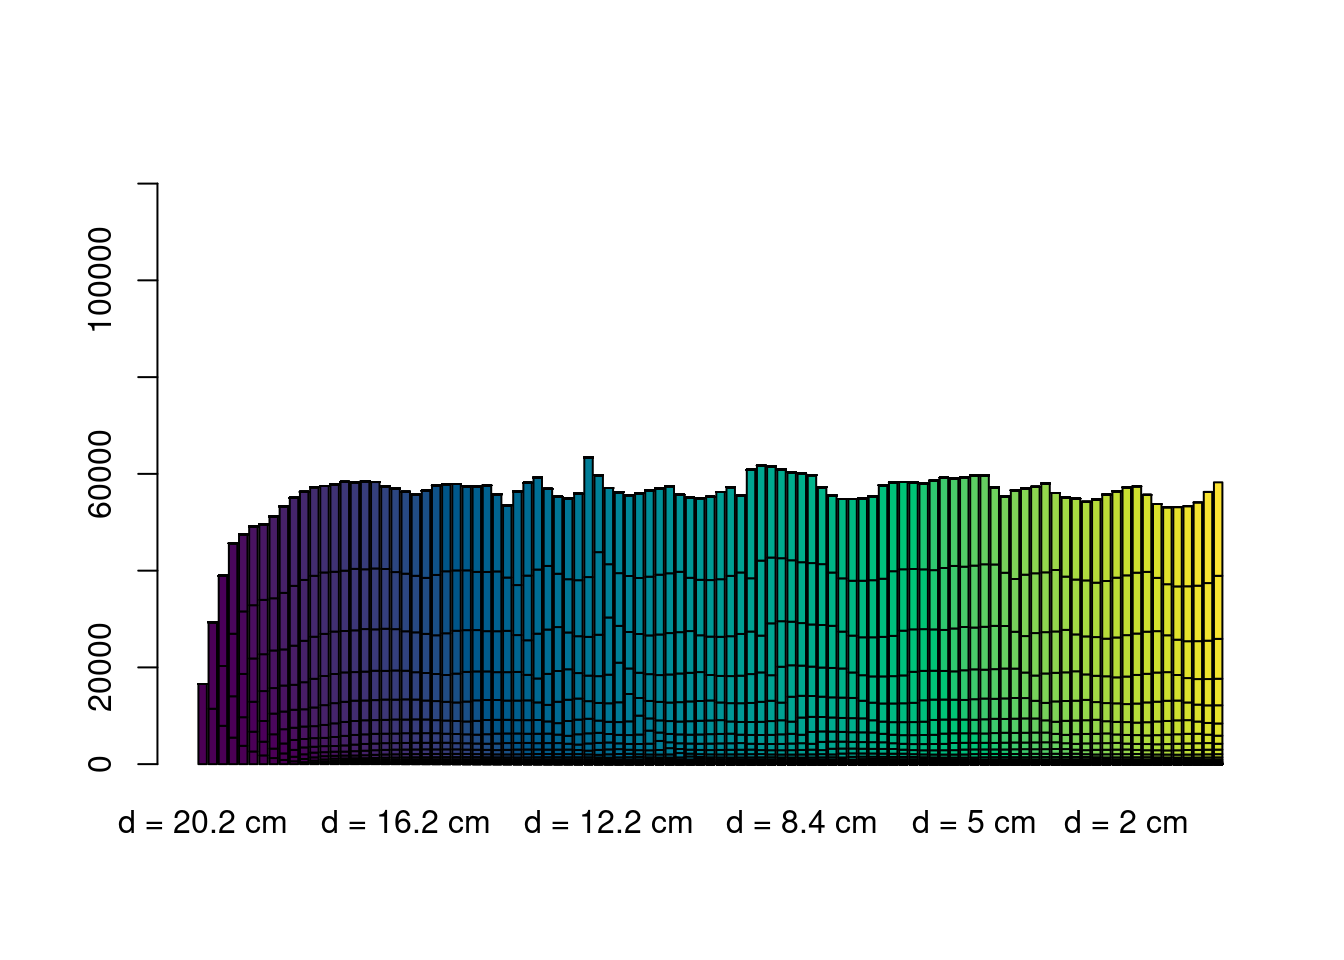 100000
60000
20000
0
d = 20.2 cm
d = 16.2 cm
d = 12.2 cm
d = 8.4 cm
d = 5 cm
d = 2 cm